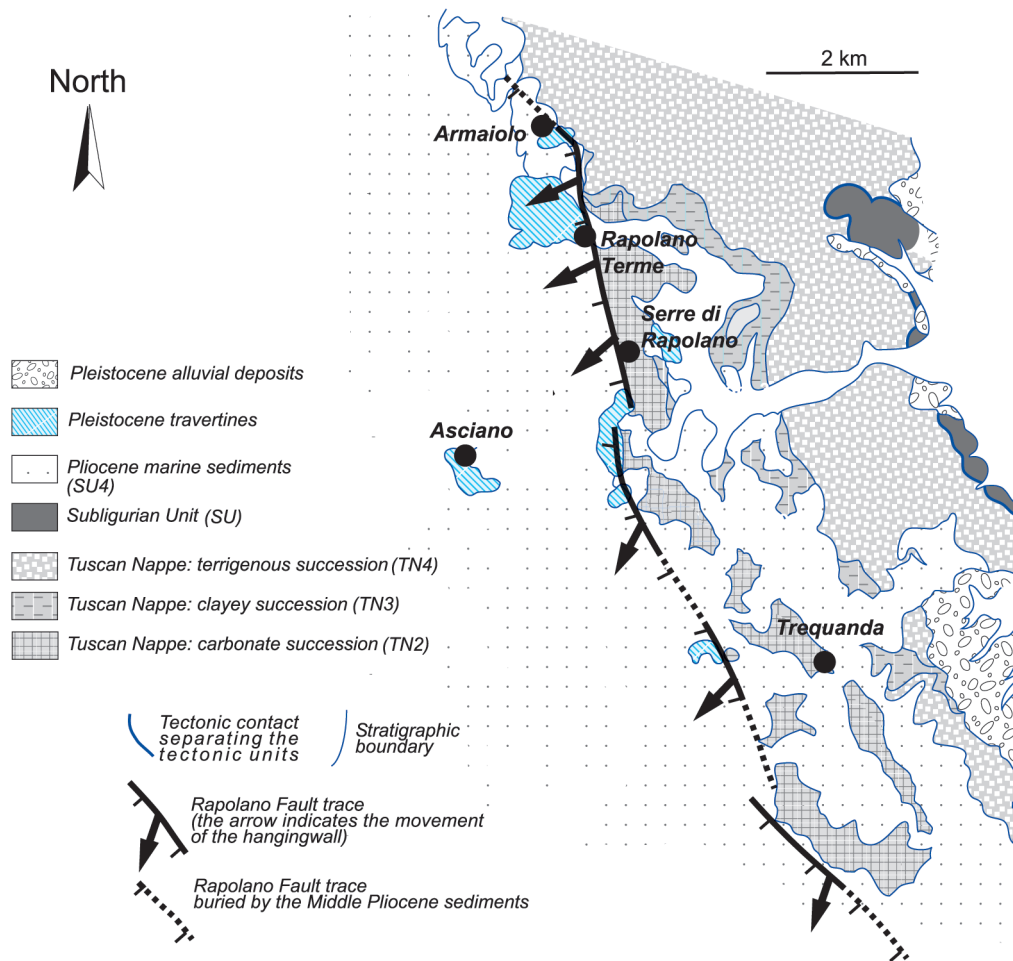 North
2 km
Armaiolo
Rapolano
Terme
Serre di
Rapolano
Asciano
Trequanda
Pleistocene alluvial deposits
Pleistocene travertines
Pliocene marine sediments
(SU4)
Subligurian Unit (SU)
Tuscan Nappe: terrigenous succession (TN4)
Tuscan Nappe: clayey succession (TN3)
Tuscan Nappe: carbonate succession (TN2)
Tectonic contact
separating the
tectonic units
Stratigraphic
boundary
Rapolano Fault trace
(the arrow indicates the movement
of the hangingwall)
Rapolano Fault trace
buried by the Middle Pliocene sediments